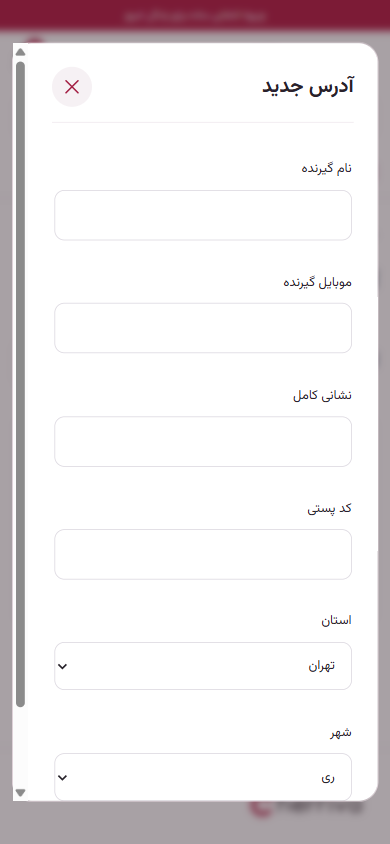 آدرس جدید
نام گیرنده
موبایل گیرنده
نشانی کامل
کد پستی
استان
تهران
شهر
ری